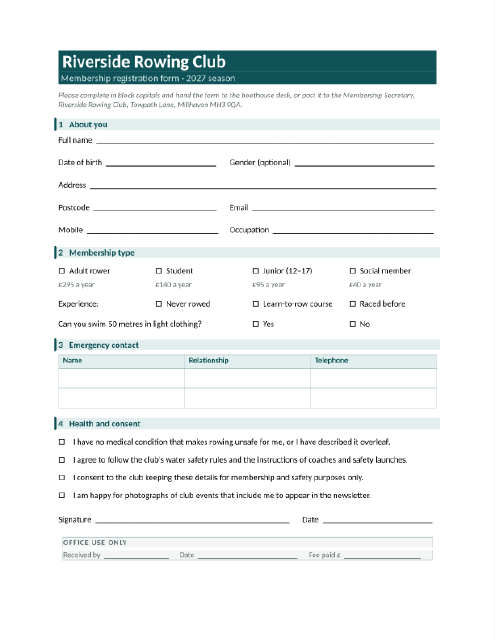 Riverside Rowing Club
Membership registration form · 2027 season
Please complete in block capitals and hand the form to the boathouse desk, or post it to the Membership Secretary,
Riverside Rowing Club, Towpath Lane, Millhaven MH3 9QA.
1 About you
Full name
Date of birth Gender (optional)
Address
Postcode Email
Mobile Occupation
2 Membership type
☐ Adult rower ☐ Student ☐ Junior (12–17) ☐ Social member
£295 a year £140 a year £95 a year £40 a year
Experience: ☐ Never rowed ☐ Learn-to-row course ☐ Raced before
Can you swim 50 metres in light clothing? ☐ Yes ☐ No
3 Emergency contact
Name Relationship Telephone
4 Health and consent
☐ I have no medical condition that makes rowing unsafe for me, or I have described it overleaf.
☐ I agree to follow the club's water safety rules and the instructions of coaches and safety launches.
☐ I consent to the club keeping these details for membership and safety purposes only.
☐ I am happy for photographs of club events that include me to appear in the newsletter.
Signature Date
OFFICE USE ONLY
Received by Date Fee paid £